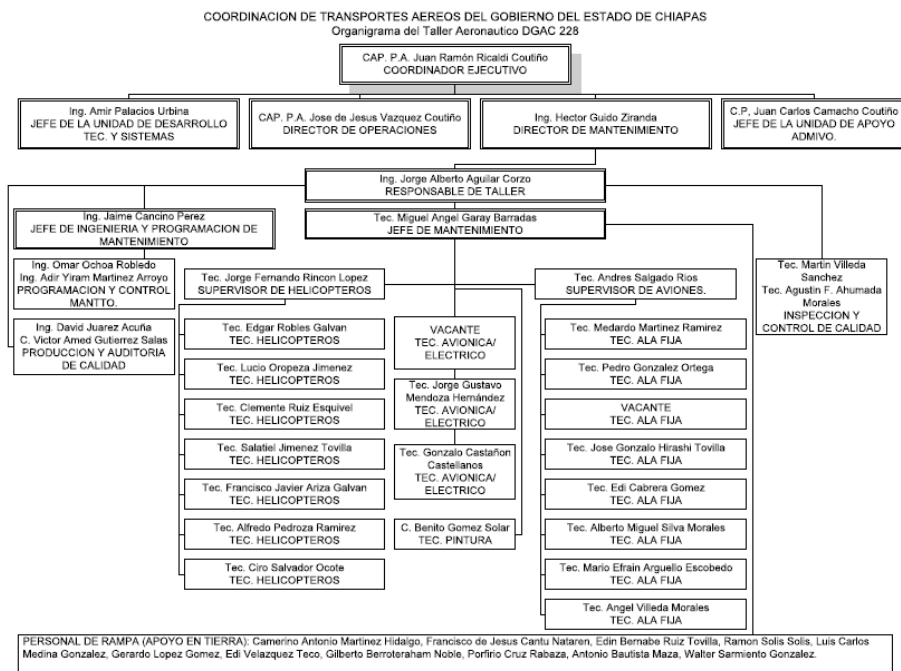 COORDINACION DE TRANSPORTES AEREOS DEL GOBIERNO DEL ESTADO DE CHIAPAS
Organigrama del Taller Aeronautico DGAC 228
CAP. P.A. Juan Ramón Ricaldi Coutiño
COORDINADOR EJECUTIVO
Ing. Amir Palacios Urbina
JEFE DE LA UNIDAD DE DESARROLLO
TEC. Y SISTEMAS
CAP. P.A. Jose de Jesus Vazquez Coutiño
DIRECTOR DE OPERACIONES
Ing. Hector Guido Ziranda
DIRECTOR DE MANTENIMIENTO
C.P, Juan Carlos Camacho Coutiño
JEFE DE LA UNIDAD DE APOYO
ADMIVO.
Ing. Jorge Alberto Aguilar Corzo
RESPONSABLE DE TALLER
Ing. Jaime Cancino Perez
JEFE DE INGENIERIA Y PROGRAMACION DE
MANTENIMIENTO
Tec. Miguel Angel Garay Barradas
JEFE DE MANTENIMIENTO
Ing. Omar Ochoa Robledo
Ing. Adir Yiram Martinez Arroyo
PROGRAMACION Y CONTROL
MANTTO.
Ing. David Juarez Acuña
C. Victor Amed Gutierrez Salas
PRODUCCION Y AUDITORIA
DE CALIDAD
Tec. Jorge Fernando Rincon Lopez
SUPERVISOR DE HELICOPTEROS
Tec. Andres Salgado Rios
SUPERVISOR DE AVIONES.
Tec. Martin Villeda
Sanchez
Tec. Agustin F. Ahumada
Morales
INSPECCION Y
CONTROL DE CALIDAD
Tec. Edgar Robles Galvan
TEC. HELICOPTEROS
Tec. Lucio Oropeza Jimenez
TEC. HELICOPTEROS
Tec. Clemente Ruiz Esquivel
TEC. HELICOPTEROS
Tec. Salatiel Jimenez Tovilla
TEC. HELICOPTEROS
Tec. Francisco Javier Ariza Galvan
TEC. HELICOPTEROS
Tec. Alfredo Pedroza Ramirez
TEC. HELICOPTEROS
Tec. Ciro Salvador Ocote
TEC. HELICOPTEROS
VACANTE
TEC. AVIONICA/
ELECTRICO
Tec. Jorge Gustavo
Mendoza Hernández
TEC. AVIONICA/
ELECTRICO
Tec. Gonzalo Castañon
Castellanos
TEC. AVIONICA/
ELECTRICO
C. Benito Gomez Solar
TEC. PINTURA
Tec. Medardo Martinez Ramirez
TEC. ALA FIJA
Tec. Pedro Gonzalez Ortega
TEC. ALA FIJA
VACANTE
TEC. ALA FIJA
Tec. Jose Gonzalo Hirashi Tovilla
TEC. ALA FIJA
Tec. Edi Cabrera Gomez
TEC. ALA FIJA
Tec. Alberto Miguel Silva Morales
TEC. ALA FIJA
Tec. Mario Efrain Arguello Escobedo
TEC. ALA FIJA
Tec. Angel Villeda Morales
TEC. ALA FIJA
PERSONAL DE RAMPA (APOYO EN TIERRA): Camerino Antonio Martinez Hidalgo, Francisco de Jesus Cantu Nataren, Edin Bernabe Ruiz Tovilla, Ramon Solis Solis, Luis Carlos
Medina Gonzalez, Gerardo Lopez Gomez, Edi Velazquez Teco, Gilberto Berroteraham Noble, Porfirio Cruz Rabaza, Antonio Bautista Maza, Walter Sarmiento Gonzalez.